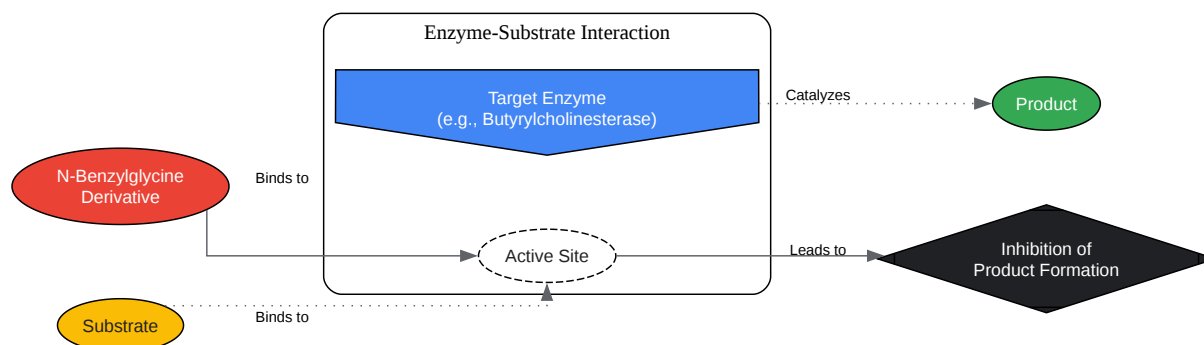 Enzyme-Substrate Interaction
Target Enzyme
(e.g., Butyrylcholinesterase)
Catalyzes
Product
N-Benzylglycine
Derivative
Binds to
Active Site
Leads to
Inhibition of
Product Formation
Substrate
Binds to